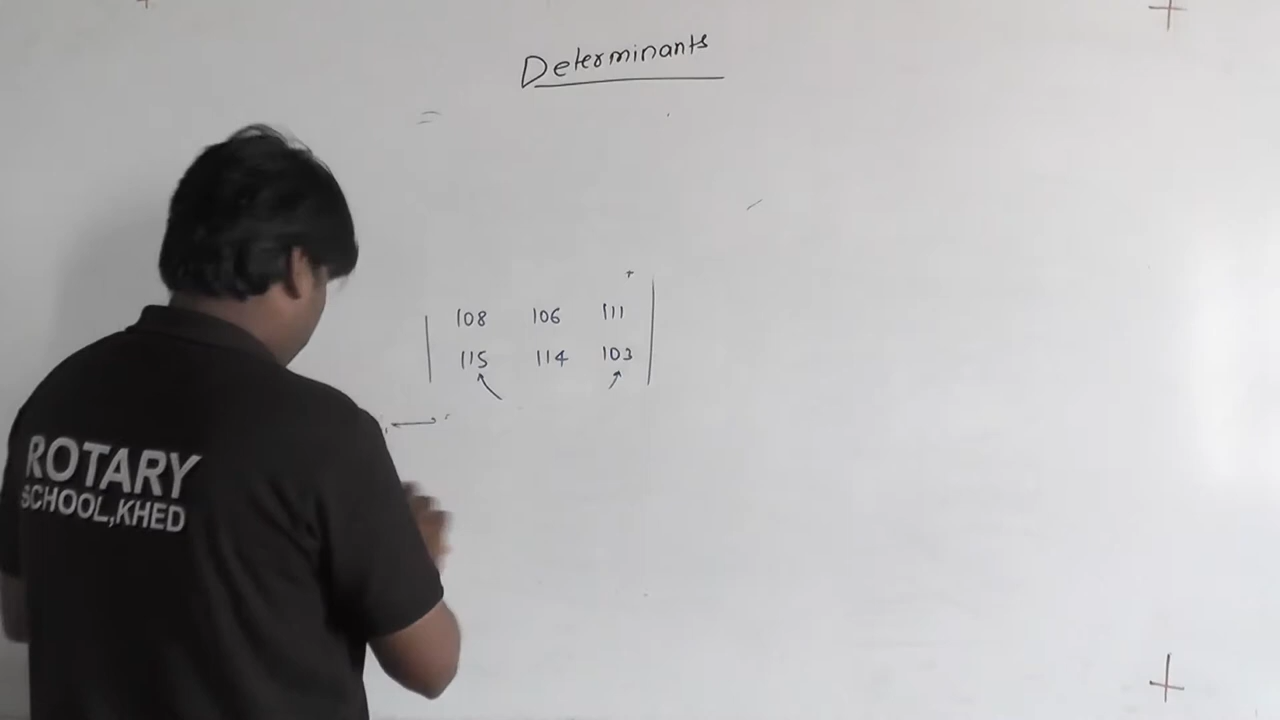 Determinants
108 106 111
115 114 103
ROTARY
SCHOOL,KHED